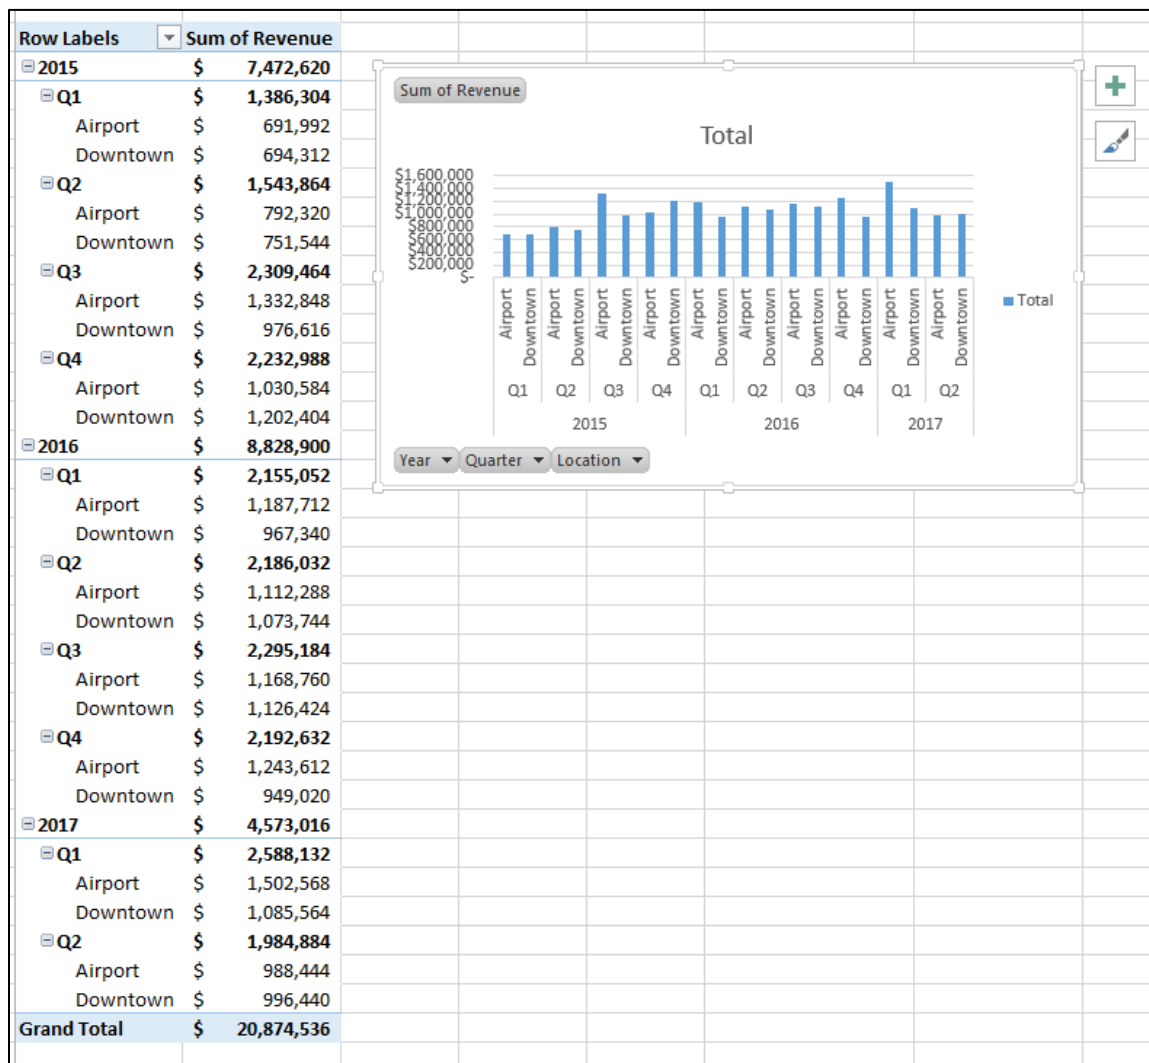 Row Labels Sum of Revenue
2015 $ 7,472,620
Q1 $ 1,386,304
Airport $ 691,992
Downtown $ 694,312
Q2 $ 1,543,864
Airport $ 792,320
Downtown $ 751,544
Q3 $ 2,309,464
Airport $ 1,332,848
Downtown $ 976,616
Q4 $ 2,232,988
Airport $ 1,030,584
Downtown $ 1,202,404
2016 $ 8,828,900
Q1 $ 2,155,052
Airport $ 1,187,712
Downtown $ 967,340
Q2 $ 2,186,032
Airport $ 1,112,288
Downtown $ 1,073,744
Q3 $ 2,295,184
Airport $ 1,168,760
Downtown $ 1,126,424
Q4 $ 2,192,632
Airport $ 1,243,612
Downtown $ 949,020
2017 $ 4,573,016
Q1 $ 2,588,132
Airport $ 1,502,568
Downtown $ 1,085,564
Q2 $ 1,984,884
Airport $ 988,444
Downtown $ 996,440
Grand Total $ 20,874,536
Sum of Revenue
Total
$1,600,000
$1,400,000
$1,200,000
$1,000,000
$800,000
$600,000
$400,000
$200,000
$-
Airport Downtown Airport Downtown Airport Downtown Airport Downtown Airport Downtown Airport Downtown Airport Downtown Airport Downtown Airport Downtown Airport Downtown
Q1 Q2 Q3 Q4 Q1 Q2 Q3 Q4 Q1 Q2
2015 2016 2017
Total
Year Quarter Location